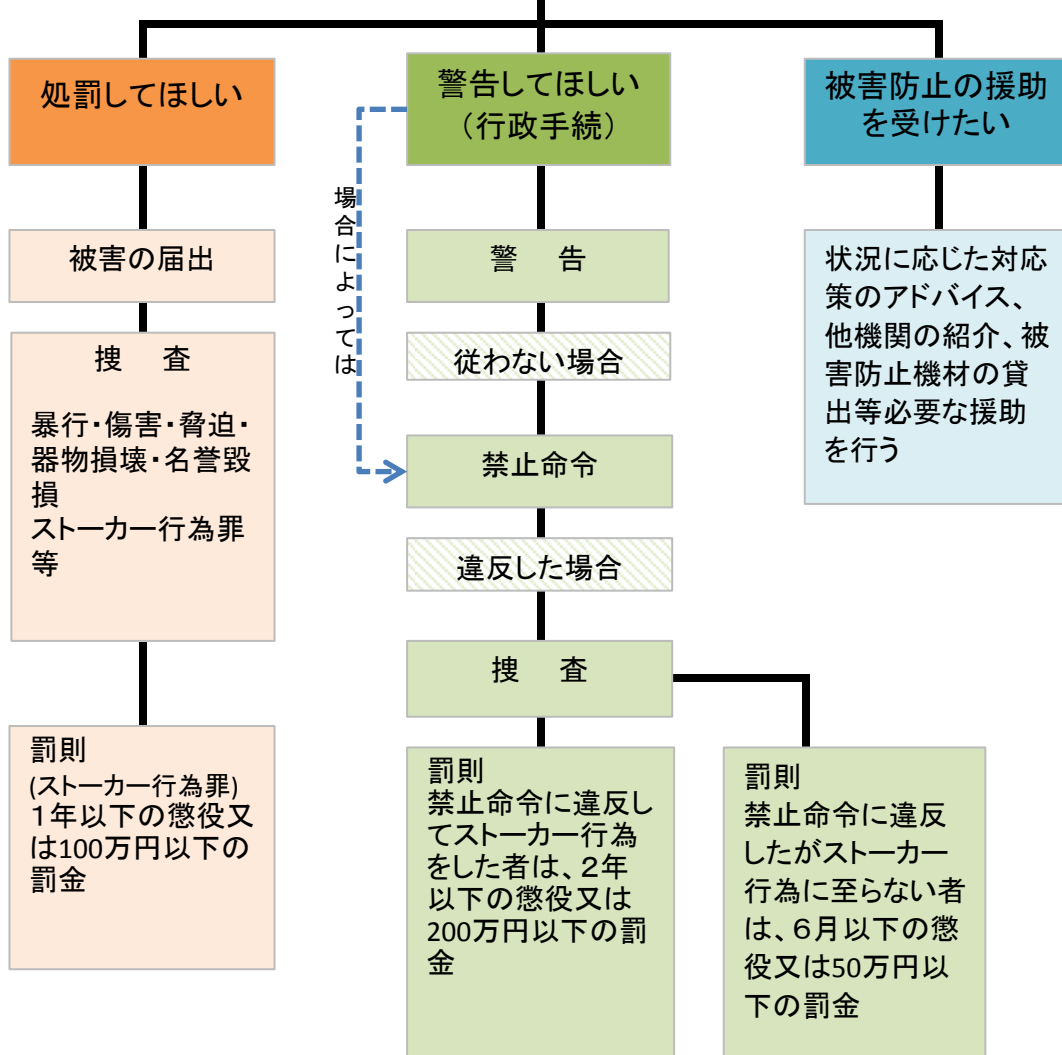 処罰してほしい
警告してほしい
（行政手続）
被害防止の援助
を受けたい
場合によっては
被害の届出
捜　査
暴行・傷害・脅迫・
器物損壊・名誉毀
損
ストーカー行為罪
等
罰則
(ストーカー行為罪)
１年以下の懲役又
は100万円以下の
罰金
警　告
従わない場合
禁止命令
違反した場合
捜　査
罰則
禁止命令に違反し
てストーカー行為
をした者は、２年
以下の懲役又は
200万円以下の罰
金
罰則
禁止命令に違反
したがストーカー
行為に至らない者
は、６月以下の懲
役又は50万円以
下の罰金
状況に応じた対応
策のアドバイス、
他機関の紹介、被
害防止機材の貸
出等必要な援助
を行う